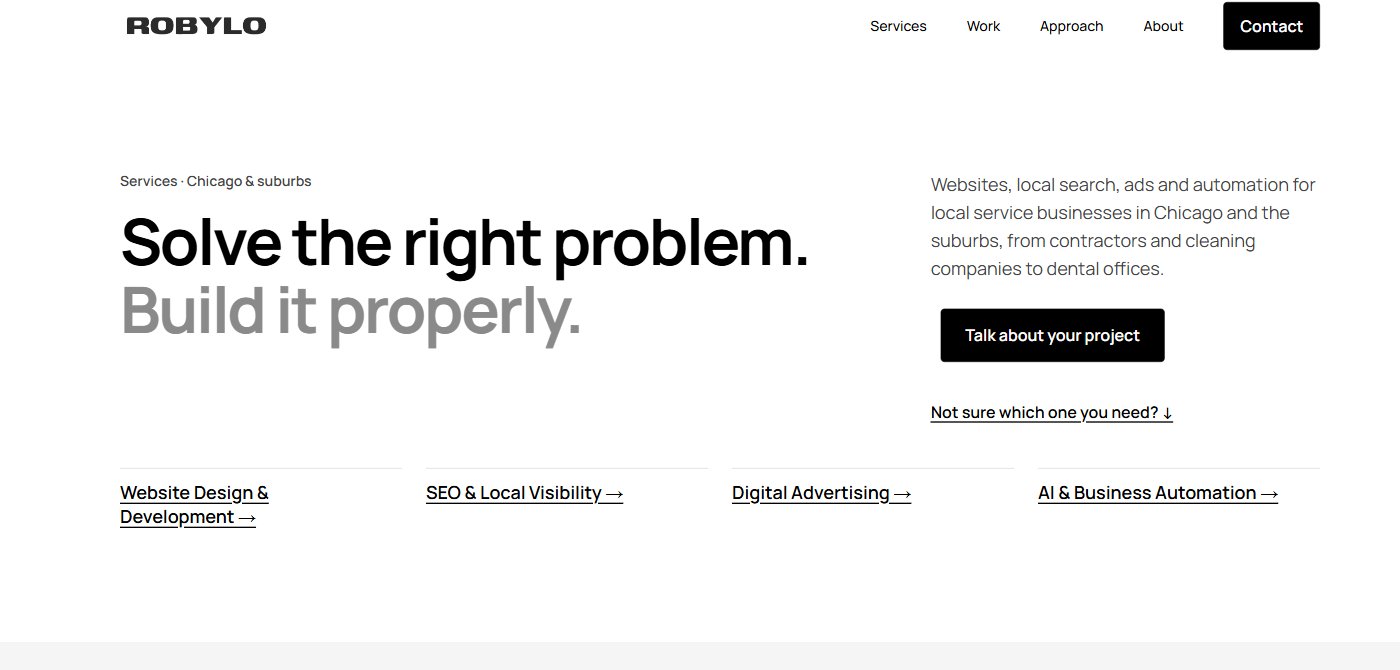 ROBYLO
Services
Work
Approach
About
Contact
Services · Chicago & suburbs
Solve the right problem.
Build it properly.
Websites, local search, ads and automation for
local service businesses in Chicago and the
suburbs, from contractors and cleaning
companies to dental offices.
Talk about your project
Not sure which one you need? ↓
Website Design &
Development →
SEO & Local Visibility →
Digital Advertising →
AI & Business Automation →